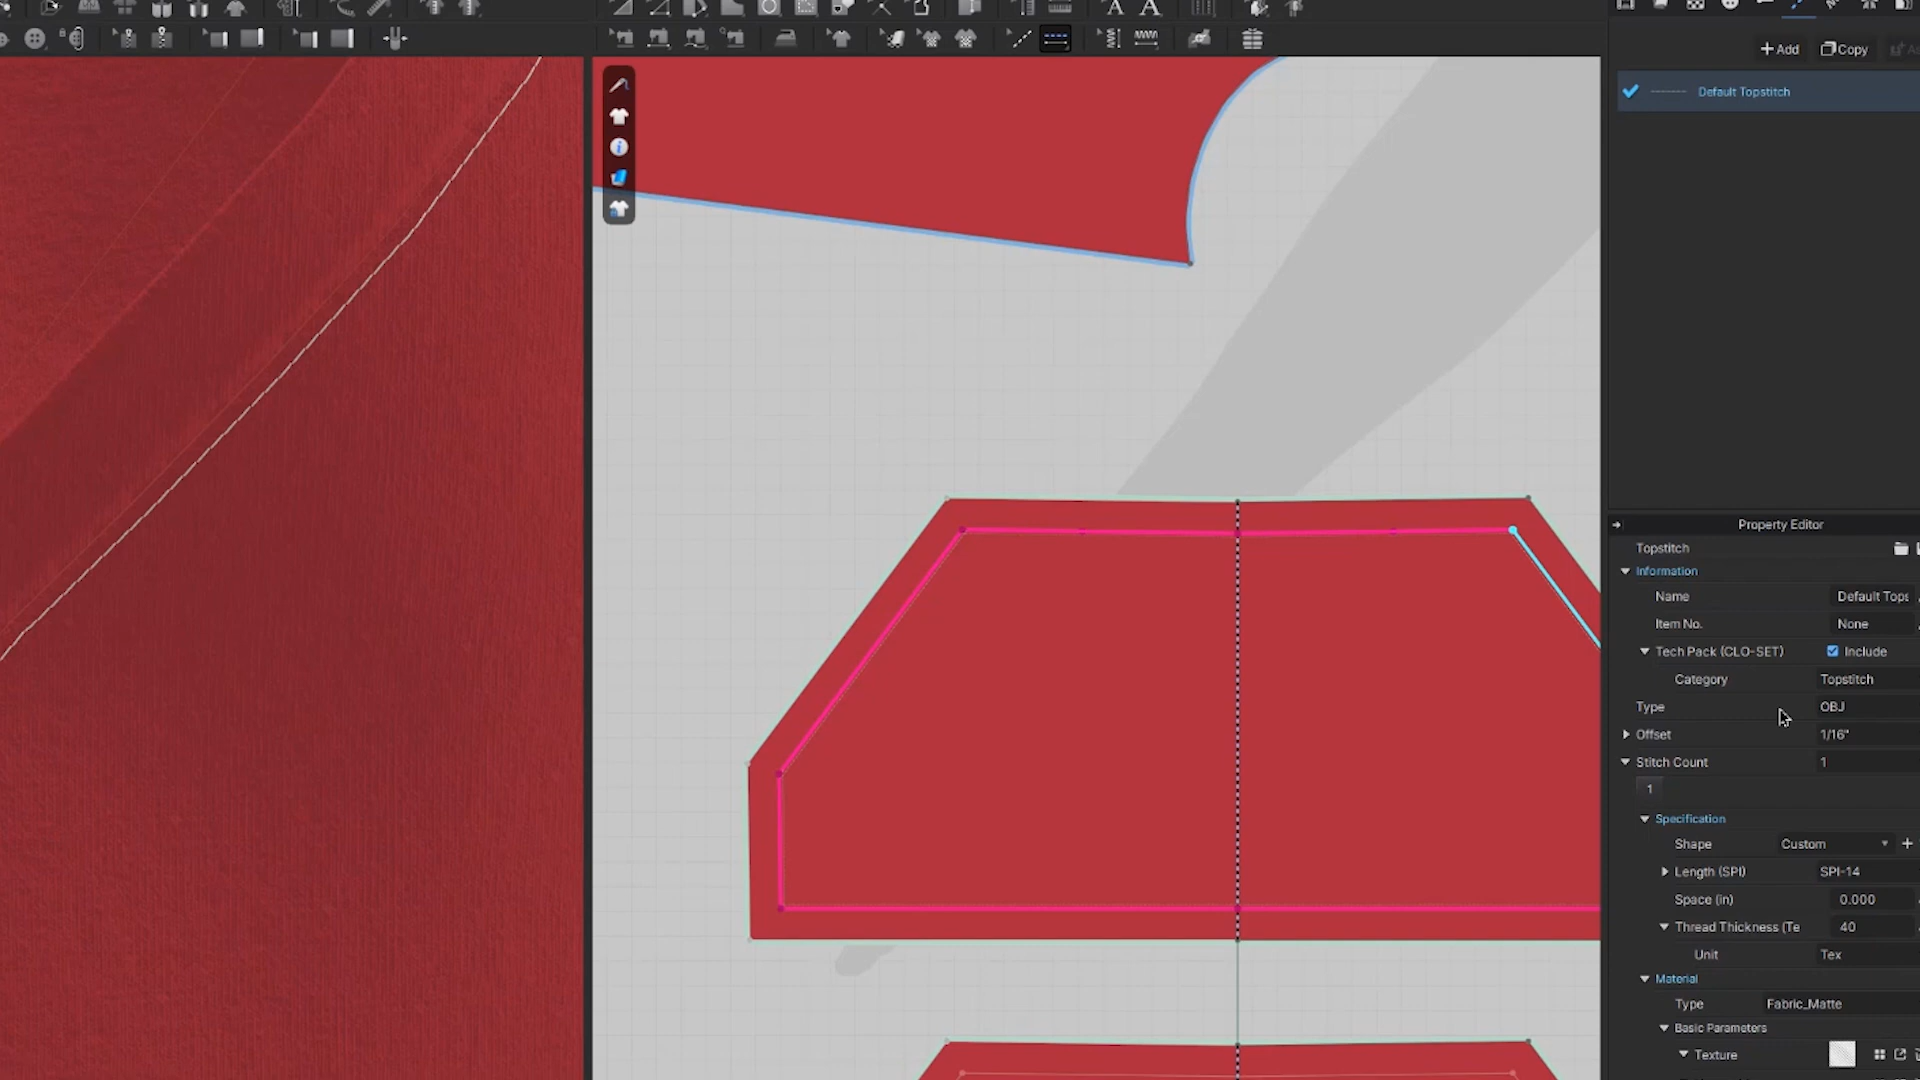 Add
Copy
Default Topstitch
Property Editor
Topstitch
Information
Name Default Tops
Item No. None
Tech Pack (CLO-SET) Include
Category Topstitch
Type OBJ
Offset 1/16"
Stitch Count 1
1
Specification
Shape Custom
Length (SPI) SPI-14
Space (in) 0.000
Thread Thickness (Te 40
Unit Tex
Material
Type Fabric_Matte
Basic Parameters
Texture